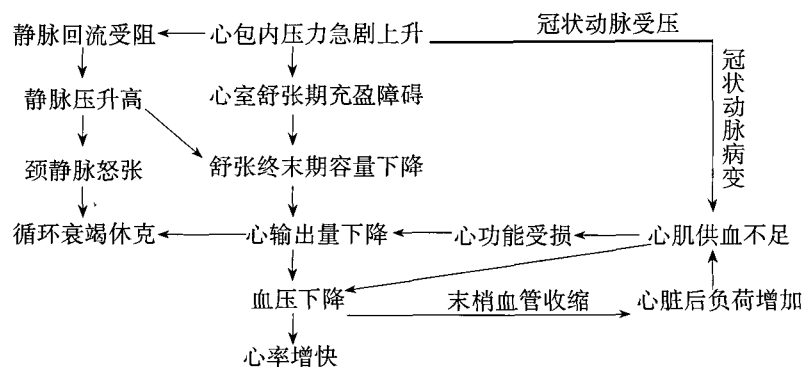 静脉回流受阻
心包内压力急剧上升
冠状动脉受压
静脉压升高
心室舒张期充盈障碍
冠状动脉病变
颈静脉怒张
舒张终末期容量下降
循环衰竭休克
心输出量下降
心功能受损
心肌供血不足
血压下降
末梢血管收缩
心脏后负荷增加
心率增快